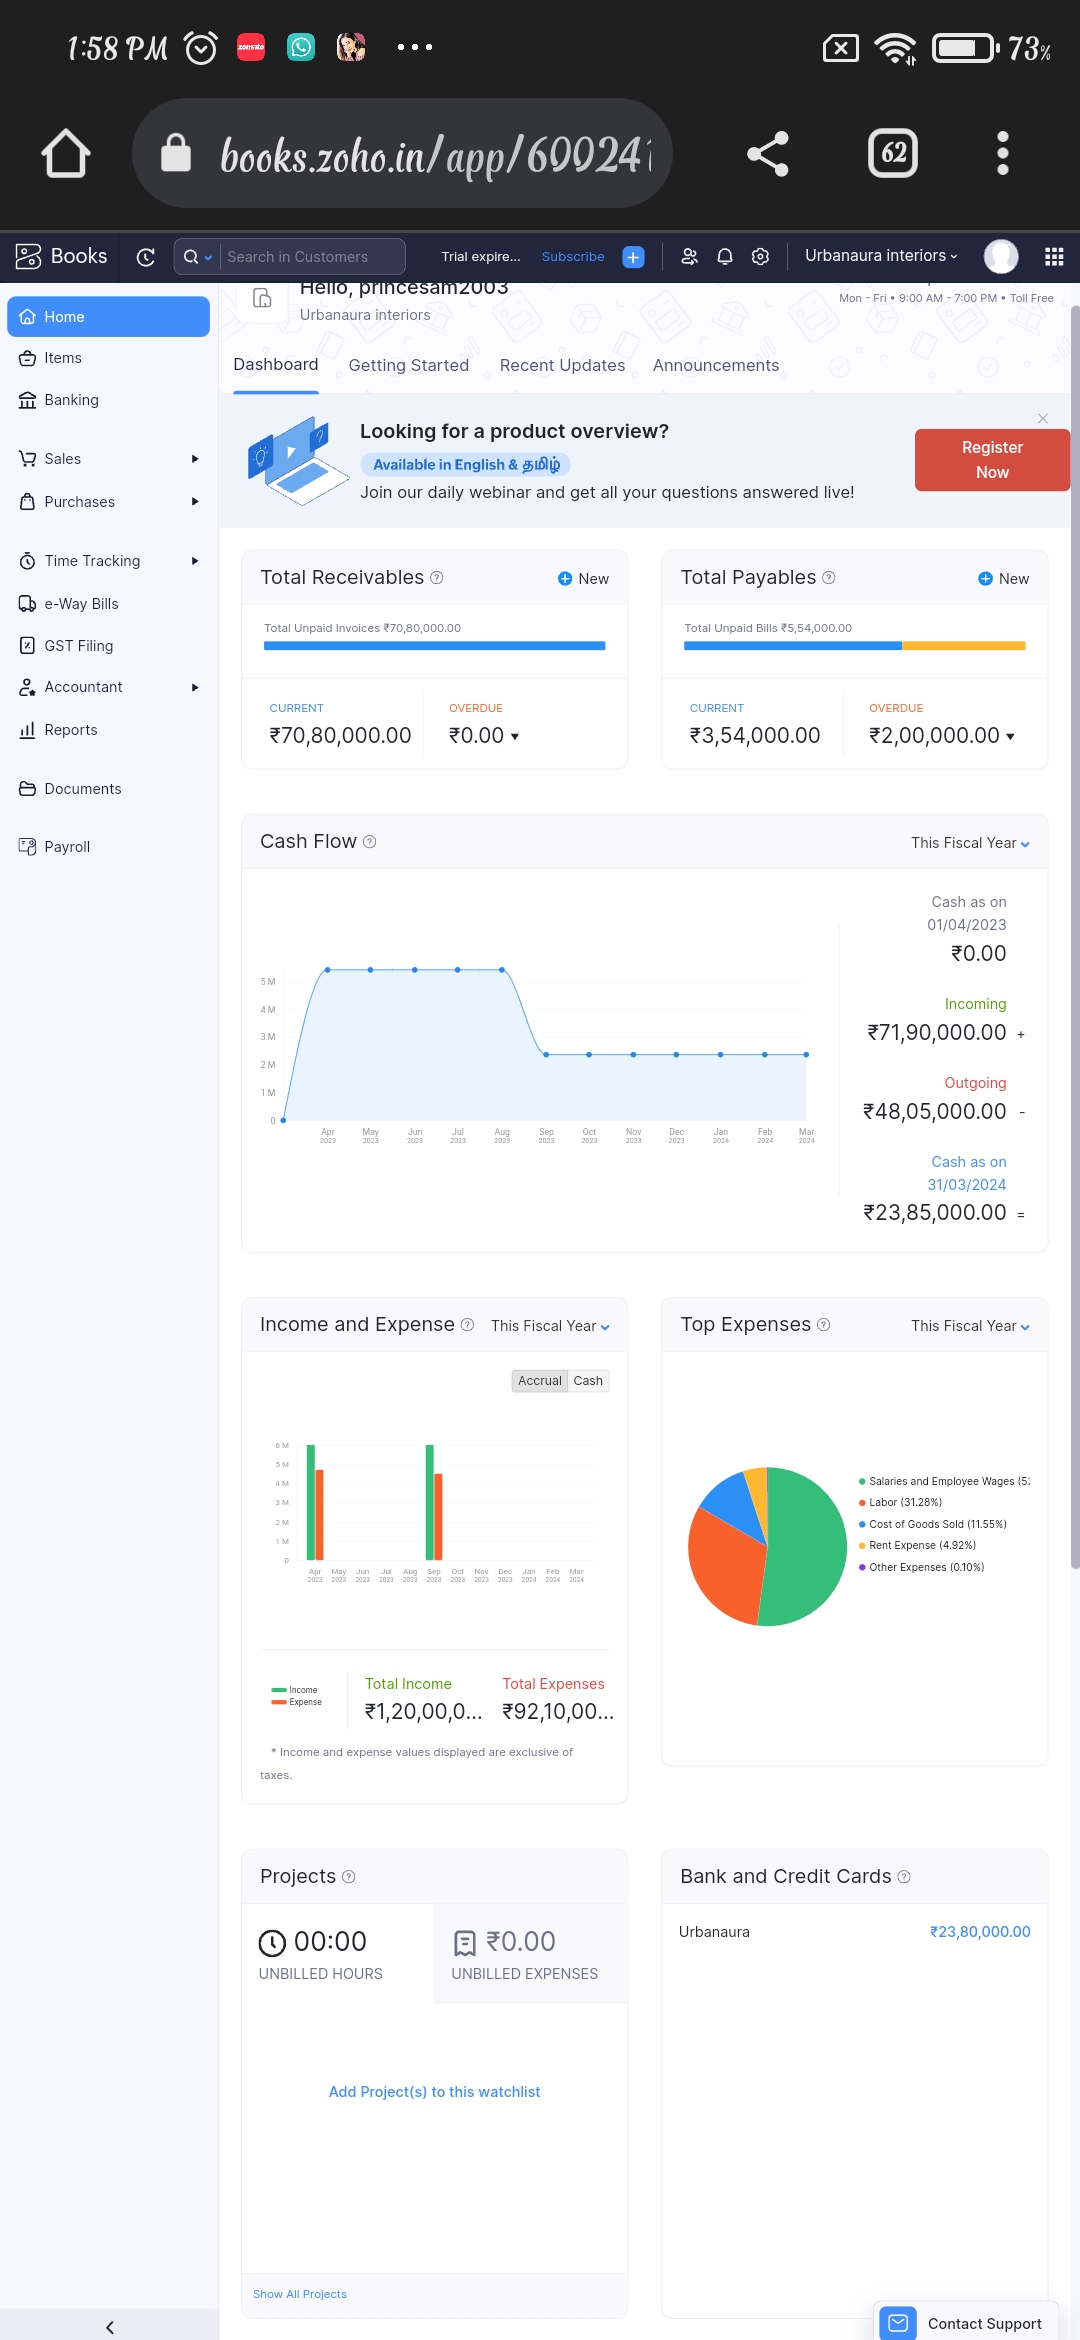 1:58 PM
zomato
73%
books.zoho.in/app/600241
62
Books
Search in Customers
Trial expire...
Subscribe
Urbanaura interiors
Hello, princesam2003
Urbanaura interiors
Mon - Fri • 9:00 AM - 7:00 PM • Toll Free
Home
Items
Banking
Sales
Purchases
Time Tracking
e-Way Bills
GST Filing
Accountant
Reports
Documents
Payroll
Dashboard
Getting Started
Recent Updates
Announcements
Looking for a product overview?
Available in English & தமிழ்
Join our daily webinar and get all your questions answered live!
Register
Now
Total Receivables
New
Total Unpaid Invoices ₹70,80,000.00
CURRENT
₹70,80,000.00
OVERDUE
₹0.00
Total Payables
New
Total Unpaid Bills ₹5,54,000.00
CURRENT
₹3,54,000.00
OVERDUE
₹2,00,000.00
Cash Flow
This Fiscal Year
5 M
4 M
3 M
2 M
1 M
0
Apr May Jun Jul Aug Sep Oct Nov Dec Jan Feb Mar
2023 2023 2023 2023 2023 2023 2023 2023 2023 2024 2024 2024
Cash as on
01/04/2023
₹0.00
Incoming
₹71,90,000.00 +
Outgoing
₹48,05,000.00 -
Cash as on
31/03/2024
₹23,85,000.00 =
Income and Expense
This Fiscal Year
Accrual Cash
6 M
5 M
4 M
3 M
2 M
1 M
0
Apr May Jun Jul Aug Sep Oct Nov Dec Jan Feb Mar
2023 2023 2023 2023 2023 2023 2023 2023 2023 2024 2024 2024
Income
Expense
Total Income
₹1,20,00,0...
Total Expenses
₹92,10,00...
* Income and expense values displayed are exclusive of
taxes.
Top Expenses
This Fiscal Year
Salaries and Employee Wages (52
Labor (31.28%)
Cost of Goods Sold (11.55%)
Rent Expense (4.92%)
Other Expenses (0.10%)
Projects
00:00
UNBILLED HOURS
₹0.00
UNBILLED EXPENSES
Add Project(s) to this watchlist
Show All Projects
Bank and Credit Cards
Urbanaura
₹23,80,000.00
Contact Support